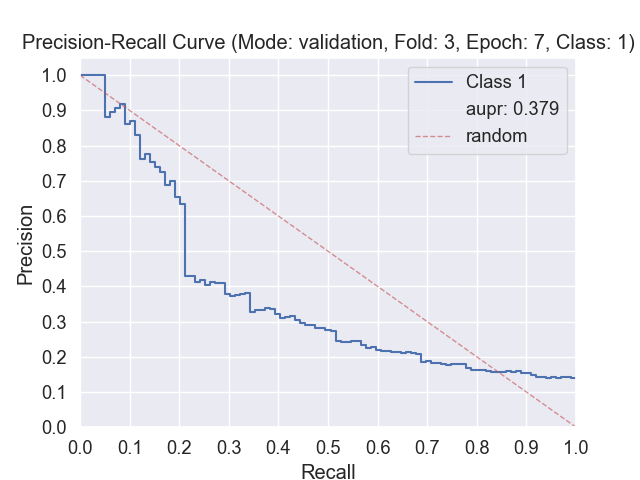 Precision-Recall Curve (Mode: validation, Fold: 3, Epoch: 7, Class: 1)
Class 1
aupr: 0.379
random
1.0
0.9
0.8
0.7
0.6
0.5
0.4
0.3
0.2
0.1
0.0
Precision
0.0 0.1 0.2 0.3 0.4 0.5 0.6 0.7 0.8 0.9 1.0
Recall